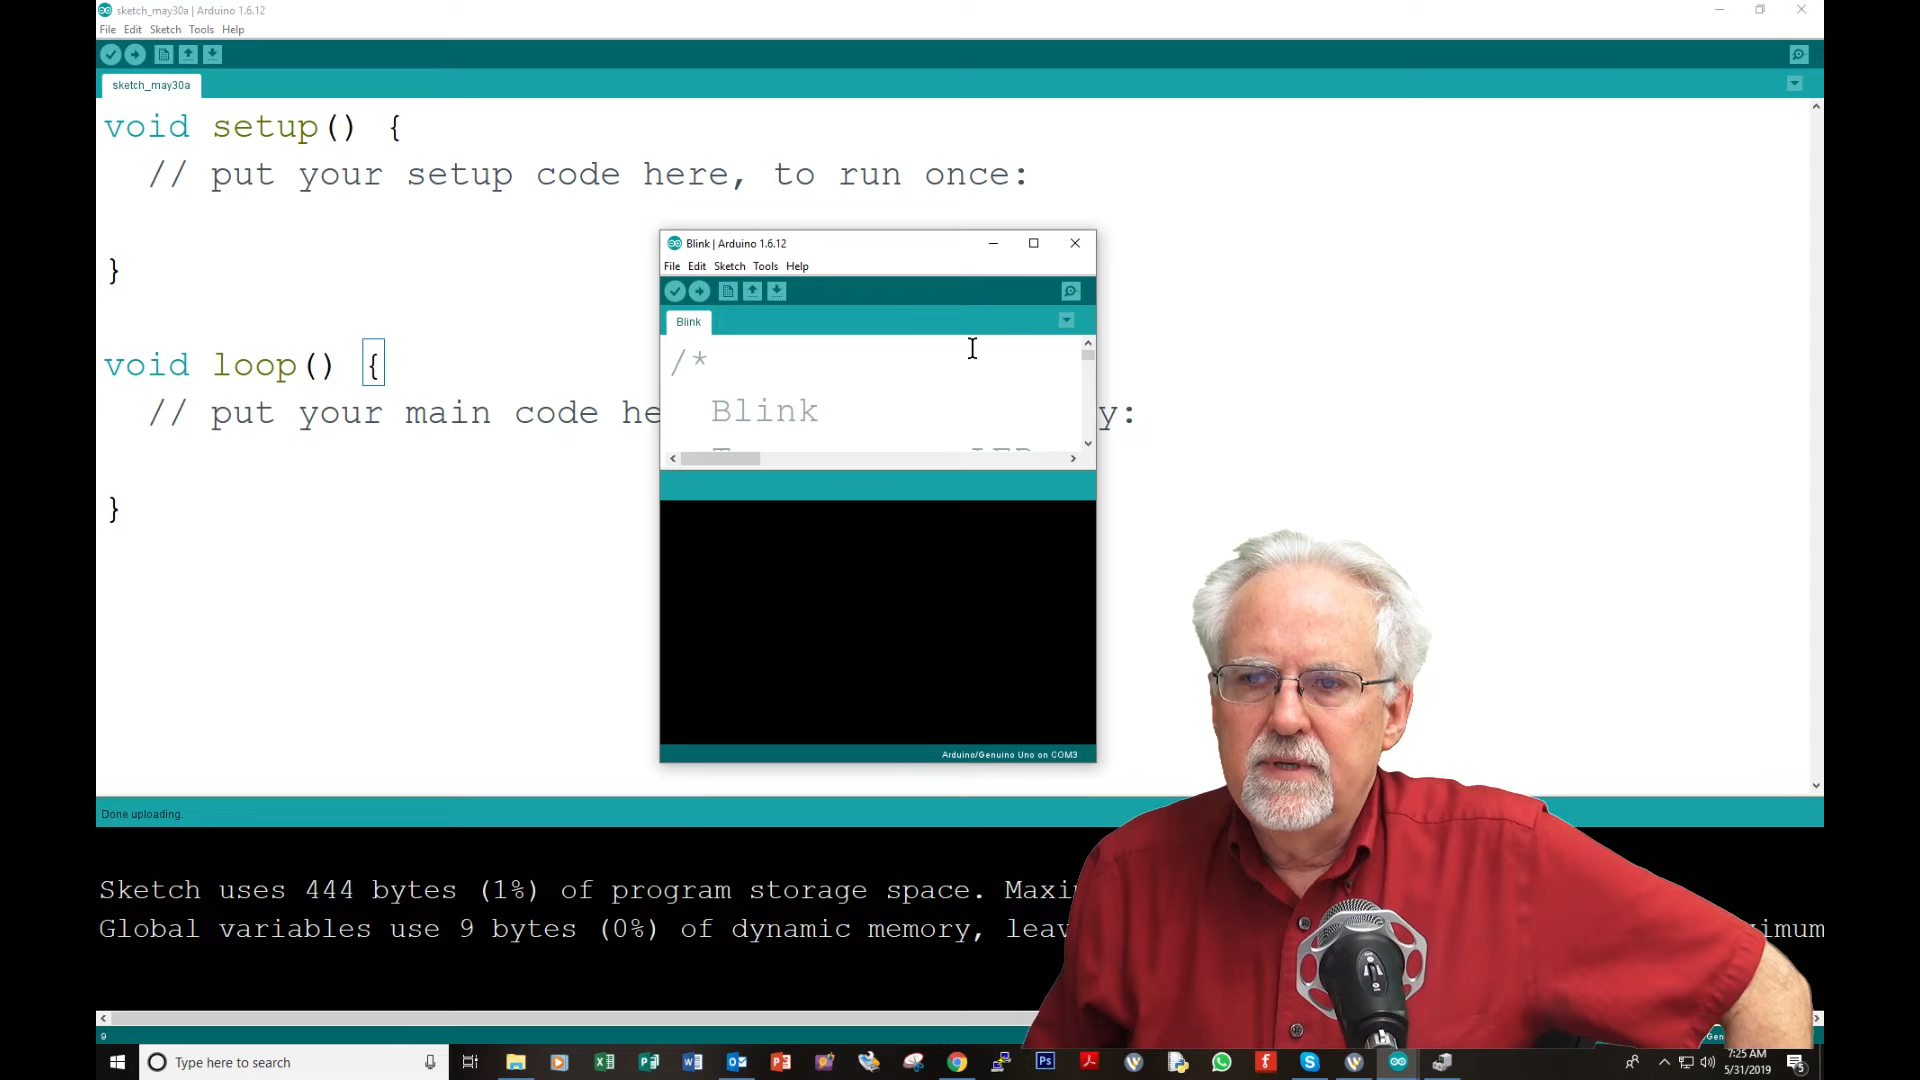 sketch_may30a | Arduino 1.6.12
File Edit Sketch Tools Help
sketch_may30a
void setup() {
// put your setup code here, to run once:
}
void loop() {
// put your main code he
y:
}
Blink | Arduino 1.6.12
File Edit Sketch Tools Help
Blink
/*
Blink
LED
Arduino/Genuino Uno on COM3
Done uploading.
Sketch uses 444 bytes (1%) of program storage space. Maxi
Global variables use 9 bytes (0%) of dynamic memory, leav
imum
9
Type here to search
7:25 AM
5/31/2019